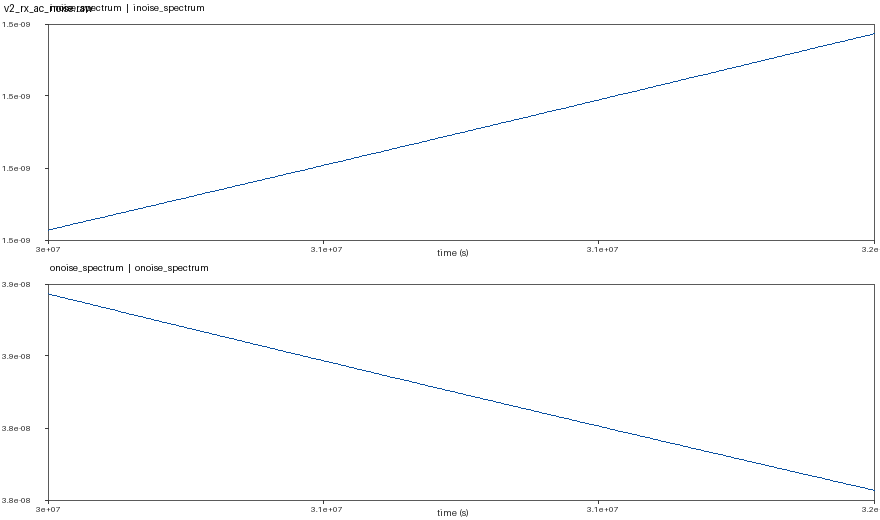 v2_rx_ac_noise.raw
inoise_spectrum | inoise_spectrum
1.5e-09
1.5e-09
1.5e-09
1.5e-09
3e+07 3.1e+07 3.1e+07 3.2e
time (s)
onoise_spectrum | onoise_spectrum
3.9e-08
3.9e-08
3.8e-08
3.8e-08
3e+07 3.1e+07 3.1e+07 3.2e
time (s)